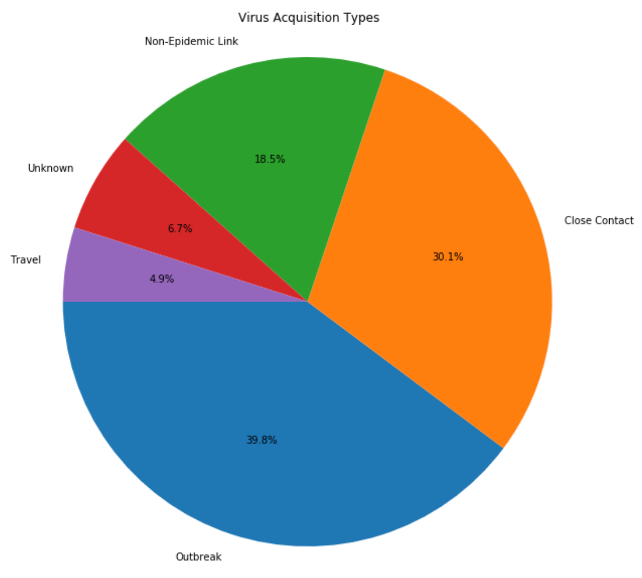 Virus Acquisition Types
Non-Epidemic Link
18.5%
Unknown
6.7%
Close Contact
30.1%
Travel
4.9%
39.8%
Outbreak